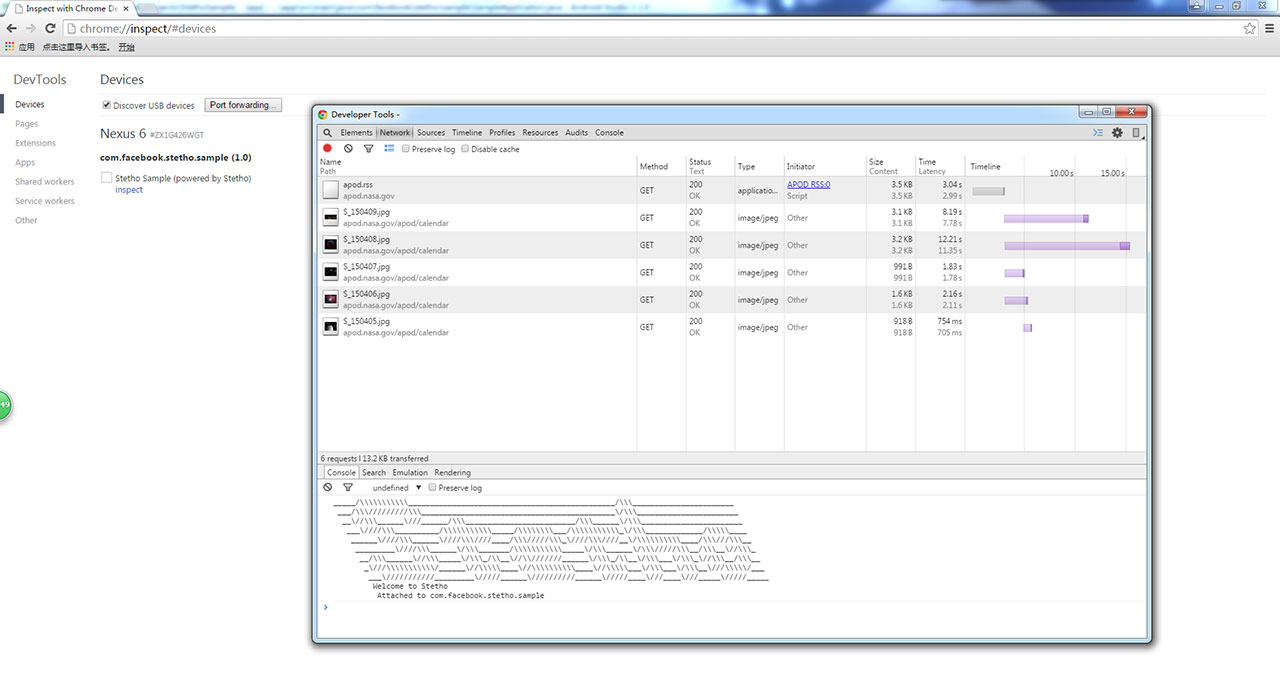 Inspect with Chrome De
chrome://inspect/#devices
应用 点击这里导入书签。 开始
DevTools
Devices
Pages
Extensions
Apps
Shared workers
Service workers
Other
Devices
Discover USB devices Port forwarding...
Nexus 6 #ZX1G426WGT
com.facebook.stetho.sample (1.0)
Stetho Sample (powered by Stetho)
inspect
49
Developer Tools -
Elements Network Sources Timeline Profiles Resources Audits Console
Preserve log Disable cache
Name Method Status Type Initiator Size Time Timeline
Path Text Content Latency 10.00 s 15.00 s
apod.rss GET 200 applicatio... APOD RSS:0 3.5 KB 3.04 s
apod.nasa.gov OK Script 3.5 KB 2.99 s
S_150409.jpg GET 200 image/jpeg Other 3.1 KB 8.19 s
apod.nasa.gov/apod/calendar OK 3.1 KB 7.78 s
S_150408.jpg GET 200 image/jpeg Other 3.2 KB 12.21 s
apod.nasa.gov/apod/calendar OK 3.2 KB 11.35 s
S_150407.jpg GET 200 image/jpeg Other 991 B 1.83 s
apod.nasa.gov/apod/calendar OK 991 B 1.78 s
S_150406.jpg GET 200 image/jpeg Other 1.6 KB 2.16 s
apod.nasa.gov/apod/calendar OK 1.6 KB 2.11 s
S_150405.jpg GET 200 image/jpeg Other 918 B 754 ms
apod.nasa.gov/apod/calendar OK 918 B 705 ms
6 requests | 13.2 KB transferred
Console Search Emulation Rendering
undefined Preserve log
Welcome to Stetho
Attached to com.facebook.stetho.sample